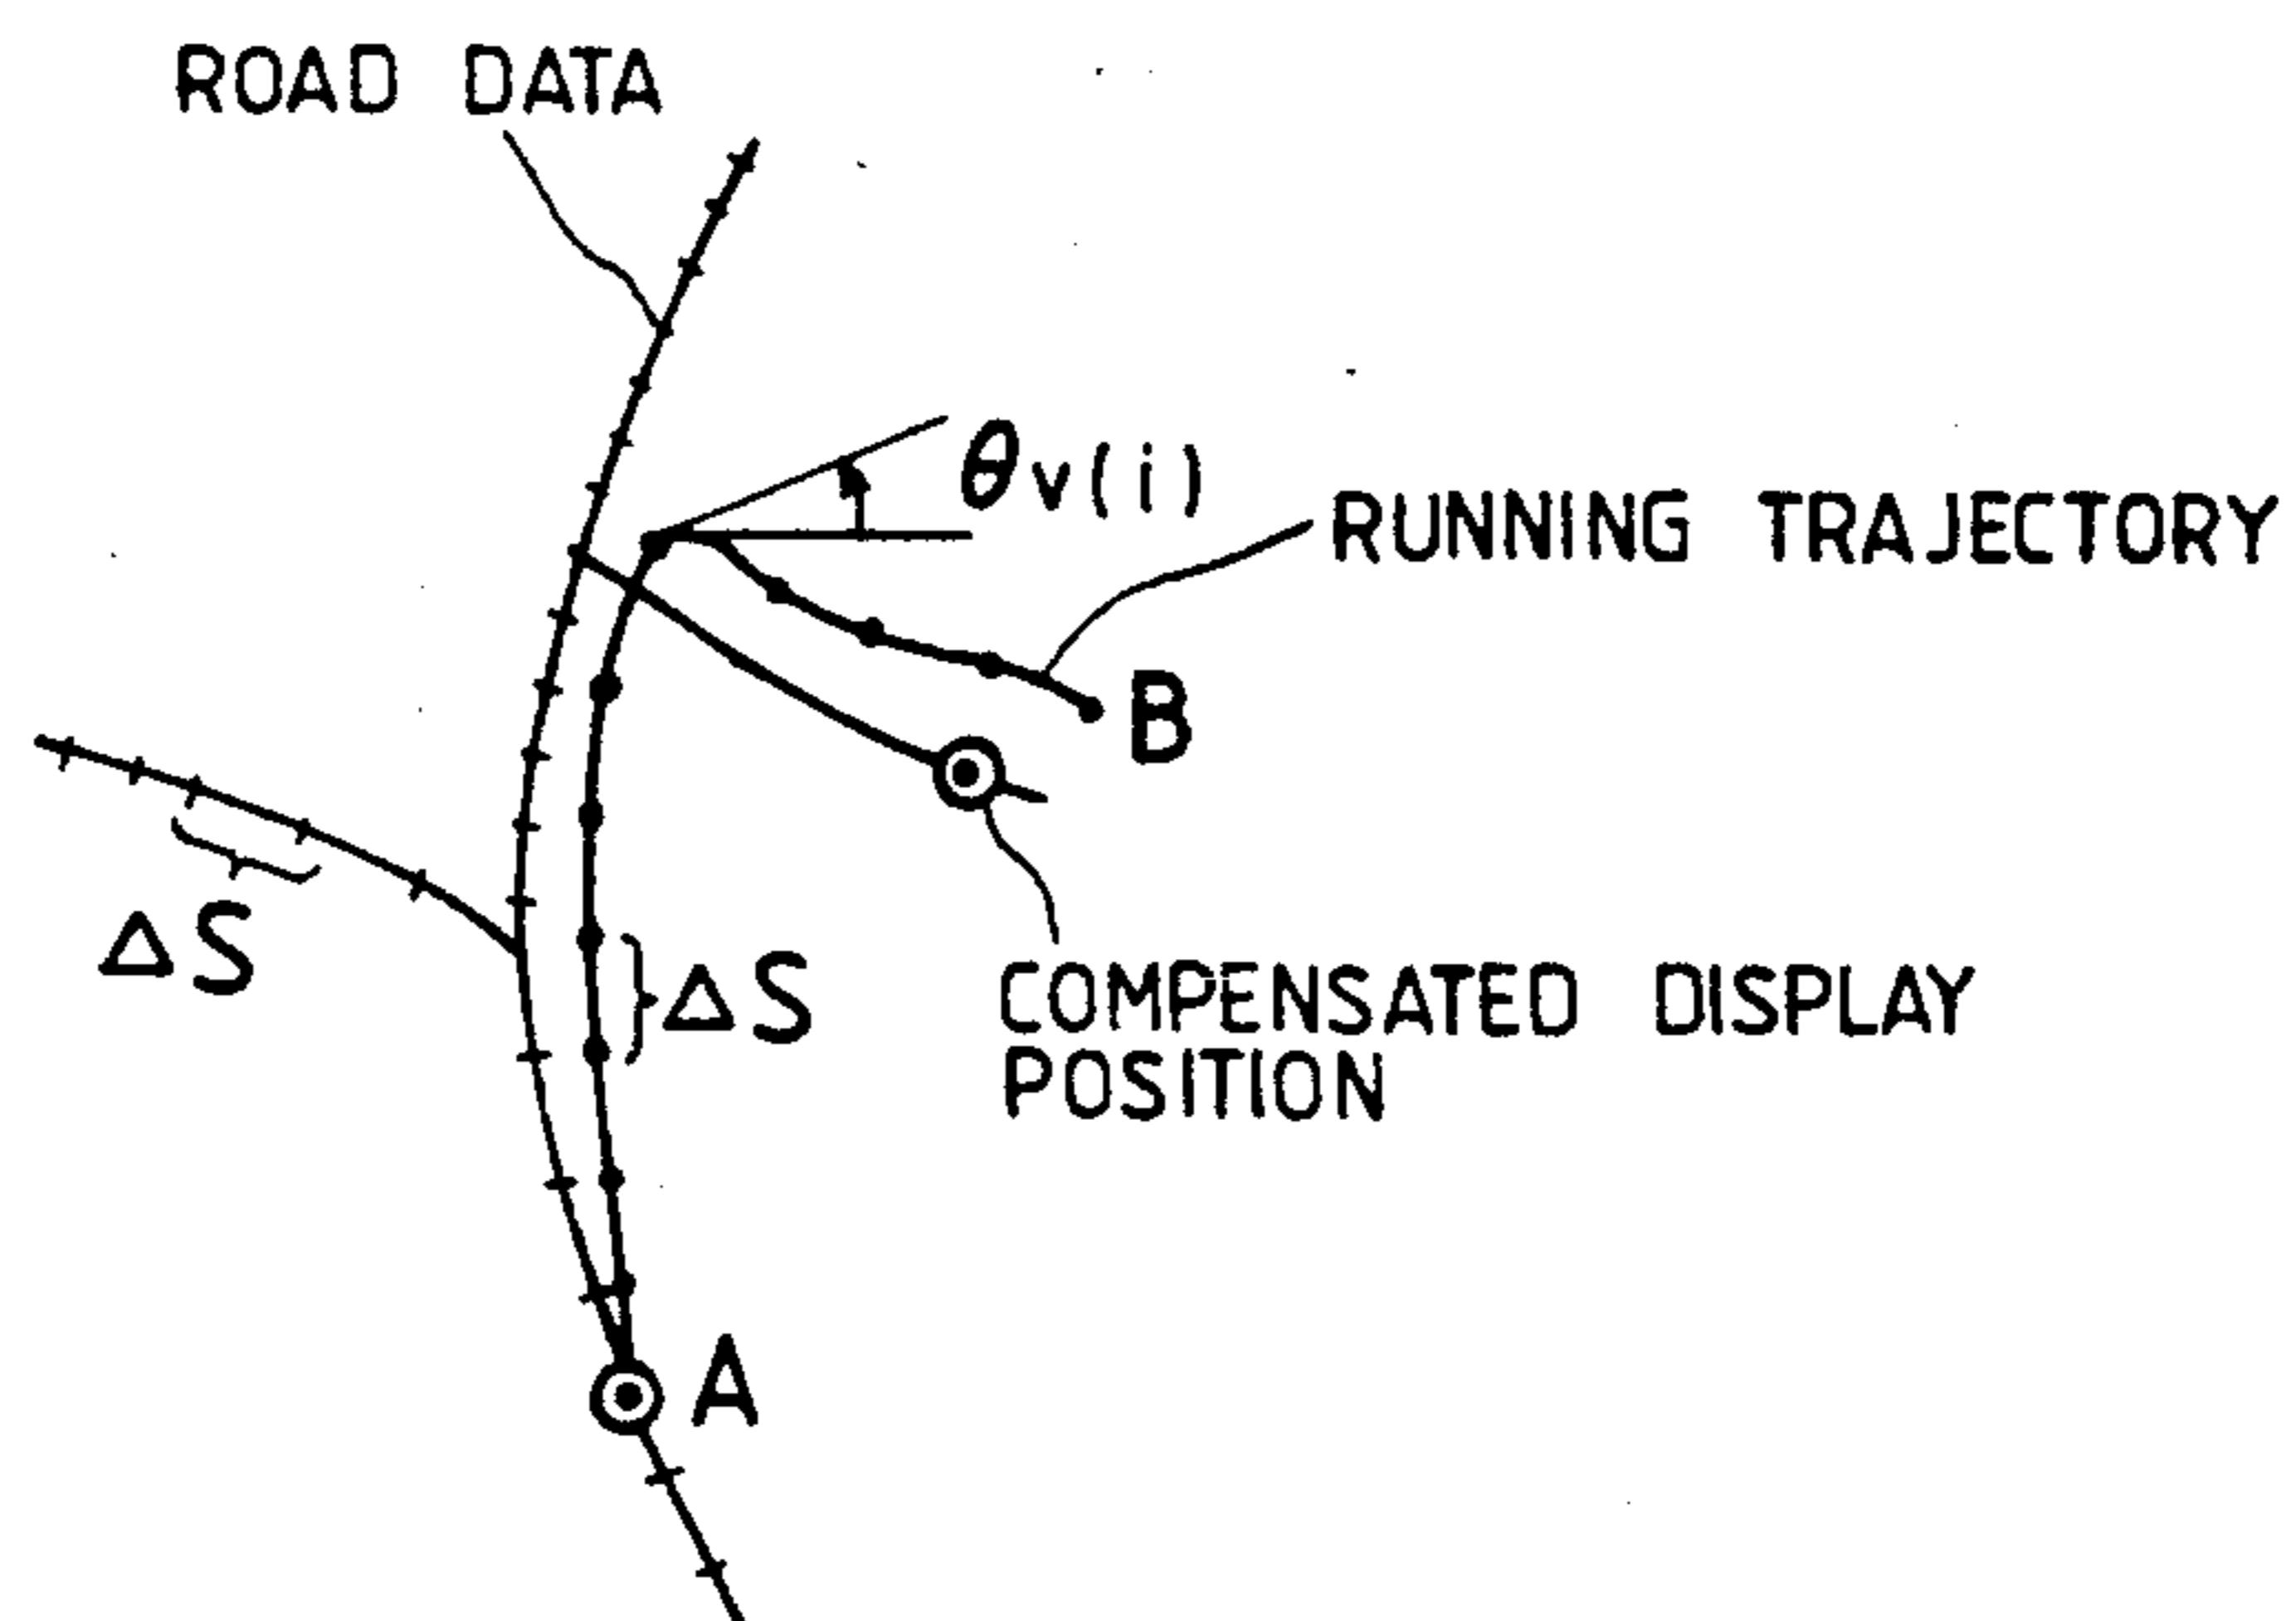 ROAD DATA
θv(i)
RUNNING TRAJECTORY
B
ΔS
ΔS
COMPENSATED DISPLAY
POSITION
A